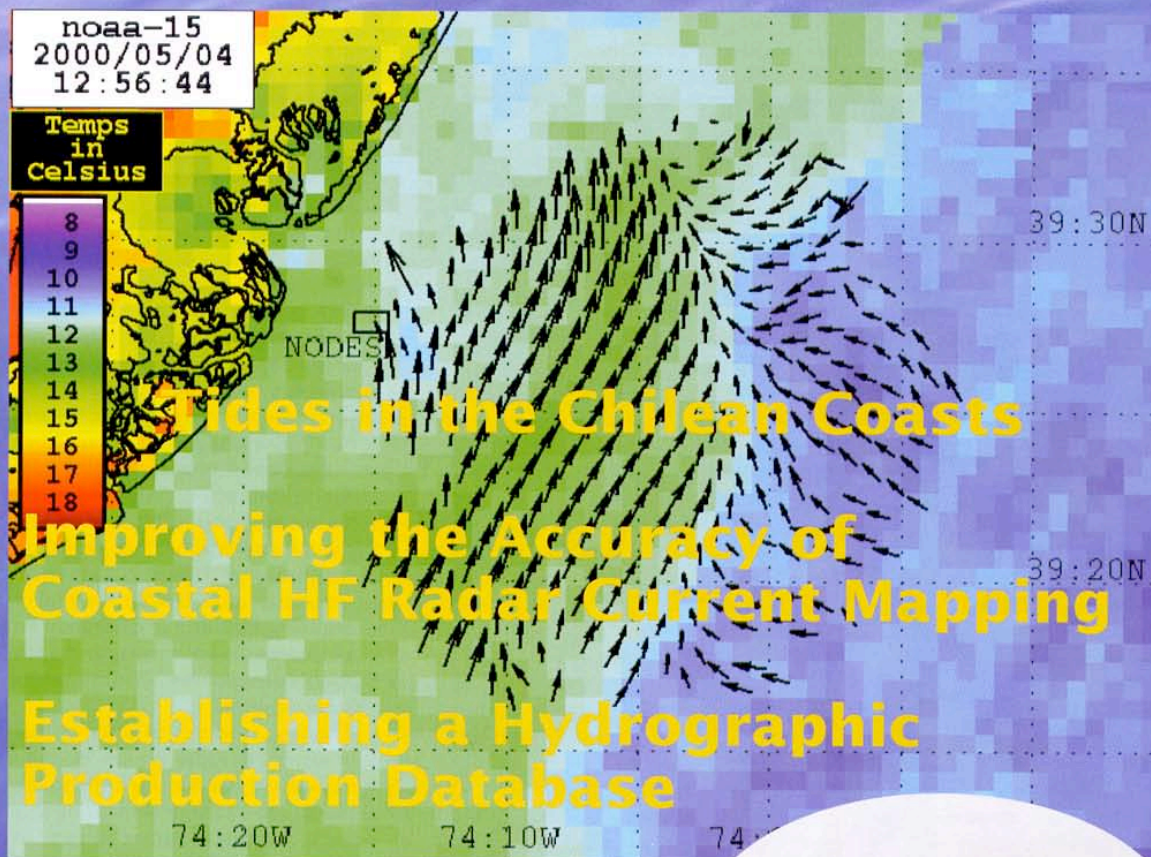 noaa-15
2000/05/04
12:56:44
Temps
in
Celsius
8
9
10
11
12
13
14
15
16
17
18
39:30N
NODES
Tides in the Chilean Coasts
Improving the Accuracy of
39:20N
Coastal HF Radar Current Mapping
Establishing a Hydrographic
Production Database
74:20W
74:10W
74: